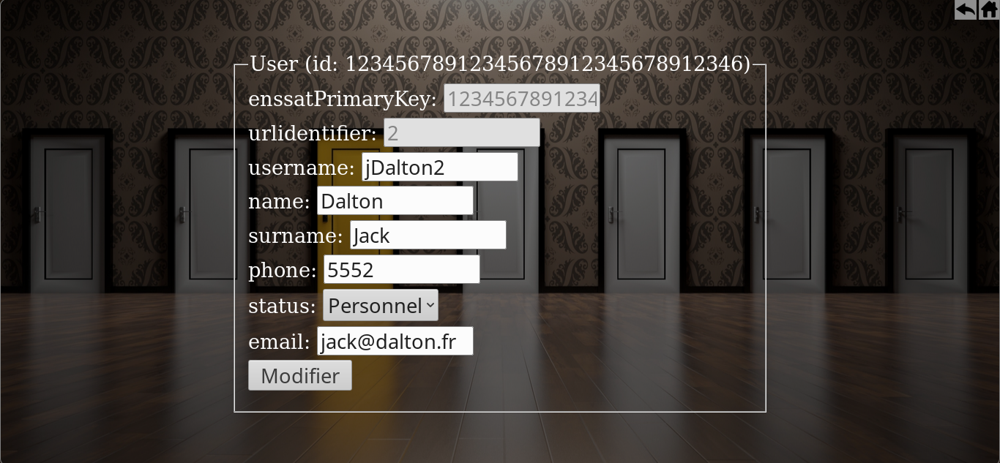 User (id: 12345678912345678912345678912346)
enssatPrimaryKey: 1234567891234
urlidentifier: 2
username: jDalton2
name: Dalton
surname: Jack
phone: 5552
status: Personnel
email: jack@dalton.fr
Modifier